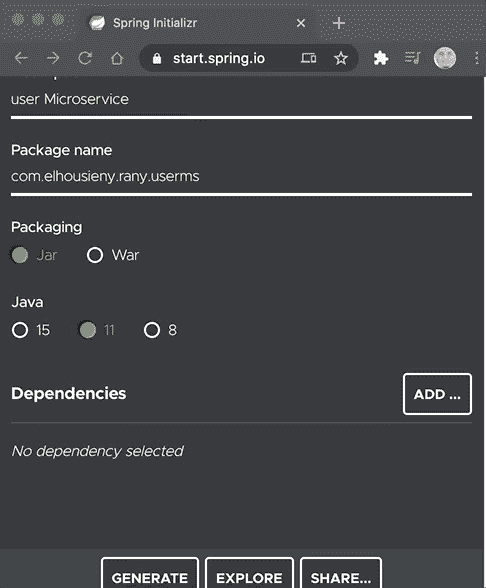 Spring Initializr
start.spring.io
user Microservice
Package name
com.elhousieny.rany.userms
Packaging
Jar War
Java
15 11 8
Dependencies ADD ...
No dependency selected
GENERATE EXPLORE SHARE...